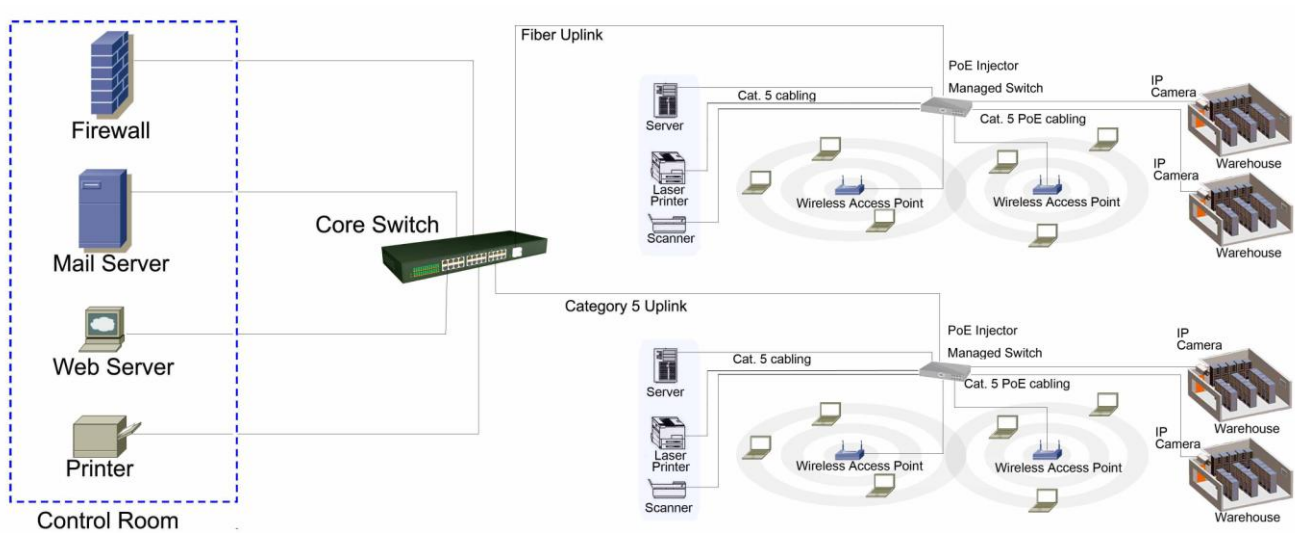 Firewall
Mail Server
Web Server
Printer
Control Room
Core Switch
Fiber Uplink
Category 5 Uplink
PoE Injector
Managed Switch
Cat. 5 cabling
Cat. 5 PoE cabling
Server
Laser
Printer
Scanner
Wireless Access Point
Wireless Access Point
IP
Camera
Warehouse
IP
Camera
Warehouse
PoE Injector
Managed Switch
Cat. 5 cabling
Cat. 5 PoE cabling
Server
Laser
Printer
Scanner
Wireless Access Point
Wireless Access Point
IP
Camera
Warehouse
IP
Camera
Warehouse